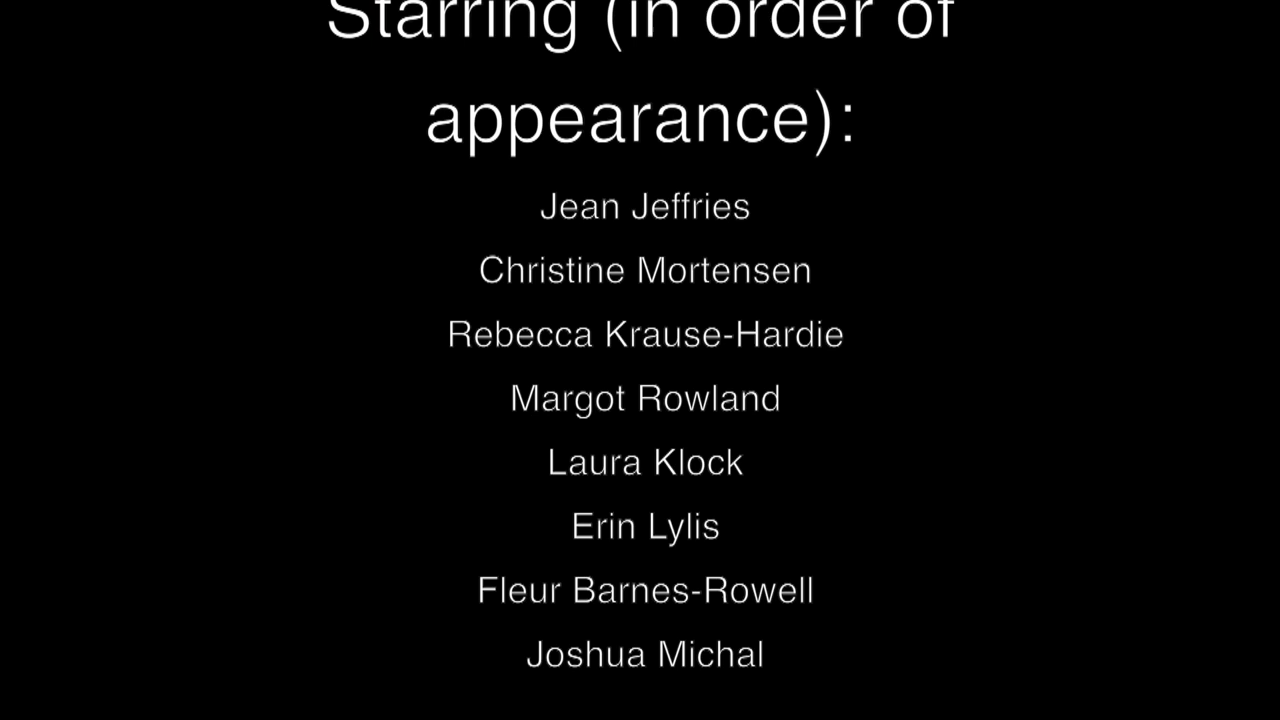 Starring (in order of
appearance):
Jean Jeffries
Christine Mortensen
Rebecca Krause-Hardie
Margot Rowland
Laura Klock
Erin Lylis
Fleur Barnes-Rowell
Joshua Michal